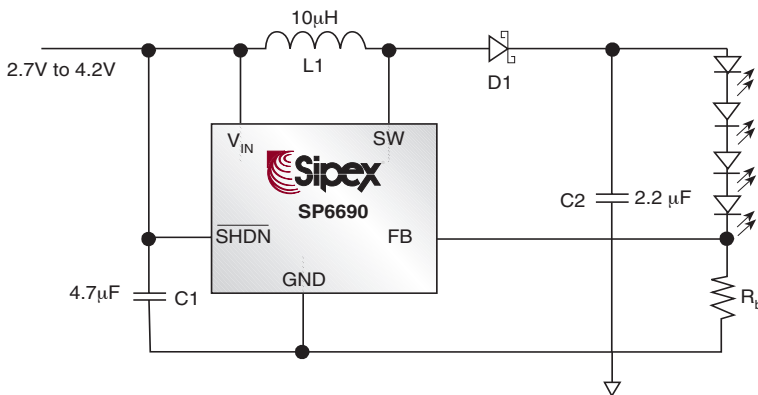 10μH
L1
2.7V to 4.2V
D1
VIN
SW
Sipex
SP6690
C2
2.2 μF
SHDN
FB
GND
4.7μF
C1
Rb